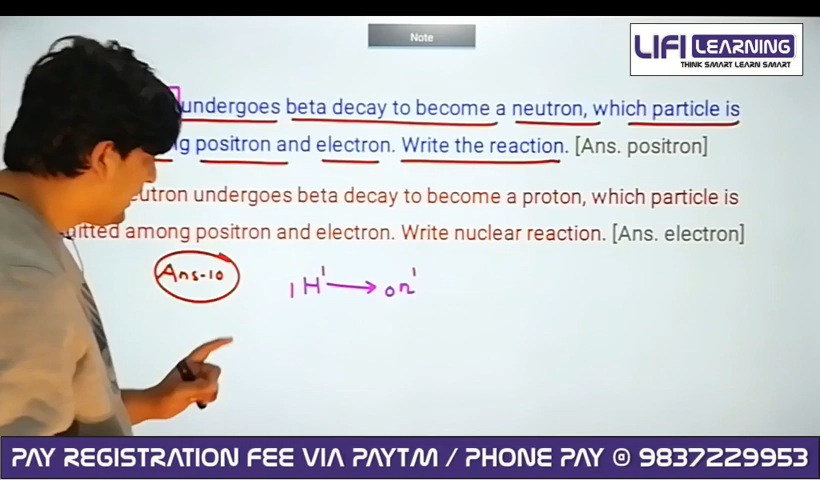 Note
LIFI LEARNING
THINK SMART LEARN SMART
undergoes beta decay to become a neutron, which particle is
positron and electron. Write the reaction. [Ans. positron]
undergoes beta decay to become a proton, which particle is
among positron and electron. Write nuclear reaction. [Ans. electron]
Ans-10
₁H¹ → ₀n¹
PAY REGISTRATION FEE VIA PAYTM / PHONE PAY @ 9837229953